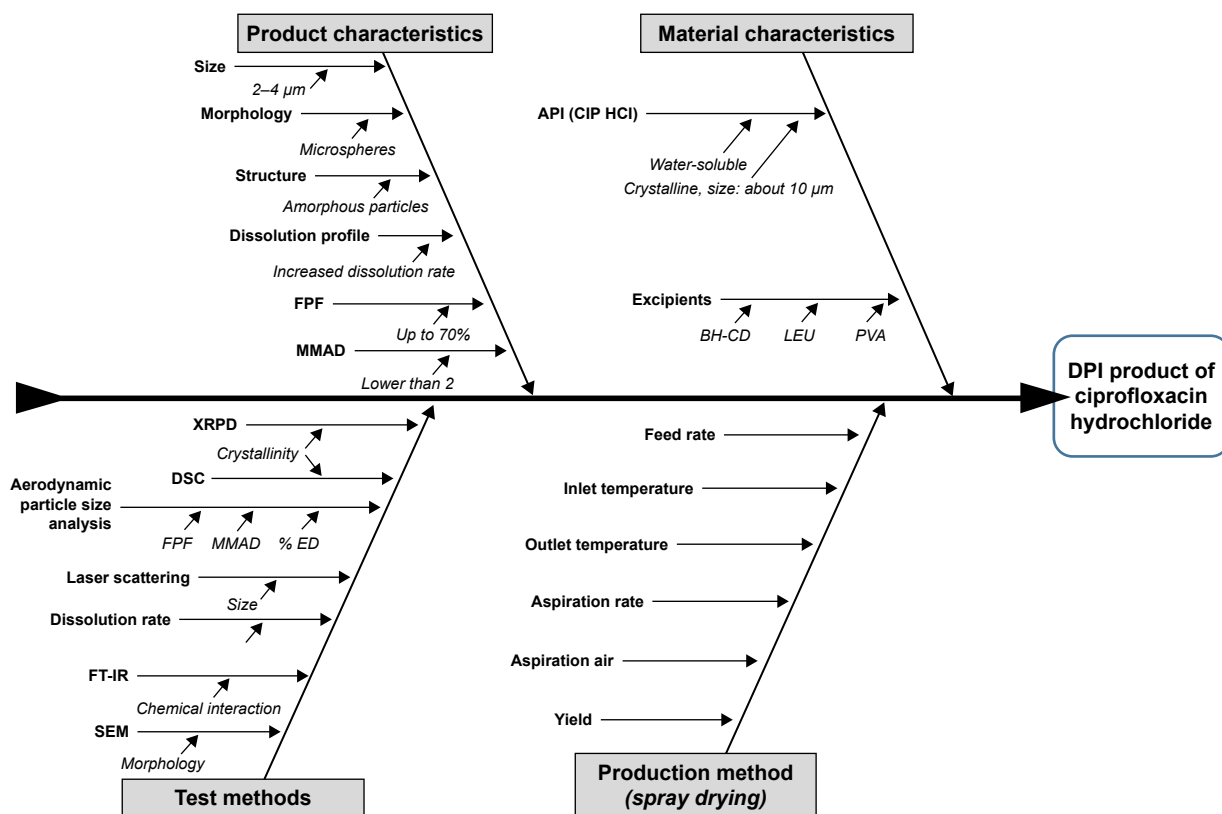 Product characteristics
Size
2–4 µm
Morphology
Microspheres
Structure
Amorphous particles
Dissolution profile
Increased dissolution rate
FPF
Up to 70%
MMAD
Lower than 2
Material characteristics
API (CIP HCl)
Water-soluble
Crystalline, size: about 10 µm
Excipients
BH-CD
LEU
PVA
DPI product of
ciprofloxacin
hydrochloride
XRPD
Crystallinity
DSC
Aerodynamic
particle size
analysis
FPF
MMAD
% ED
Laser scattering
Size
Dissolution rate
FT-IR
Chemical interaction
SEM
Morphology
Test methods
Feed rate
Inlet temperature
Outlet temperature
Aspiration rate
Aspiration air
Yield
Production method
(spray drying)